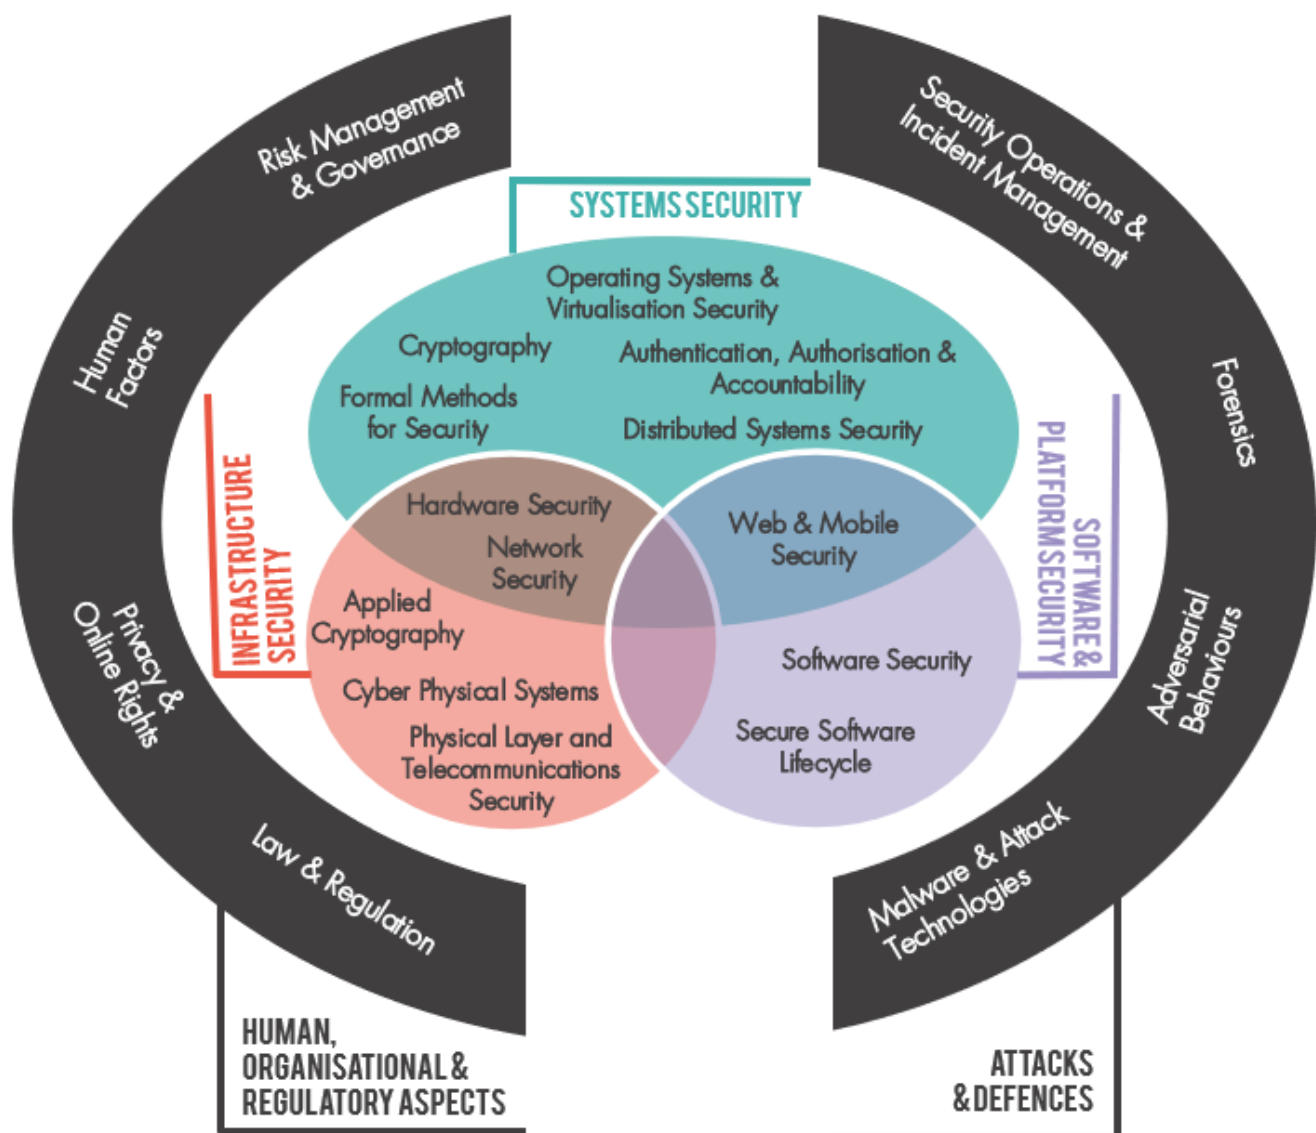 Risk Management
& Governance
Human
Factors
Privacy &
Online Rights
Law & Regulation
HUMAN,
ORGANISATIONAL &
REGULATORY ASPECTS
SYSTEMS SECURITY
Operating Systems &
Virtualisation Security
Cryptography
Authentication, Authorisation &
Accountability
Formal Methods
for Security
Distributed Systems Security
INFRASTRUCTURE
SECURITY
Hardware Security
Network
Security
Applied
Cryptography
Cyber Physical Systems
Physical Layer and
Telecommunications
Security
Web & Mobile
Security
Software Security
Secure Software
Lifecycle
SOFTWARE &
PLATFORM SECURITY
Security Operations &
Incident Management
Forensics
Adversarial
Behaviours
Malware & Attack
Technologies
ATTACKS
& DEFENCES